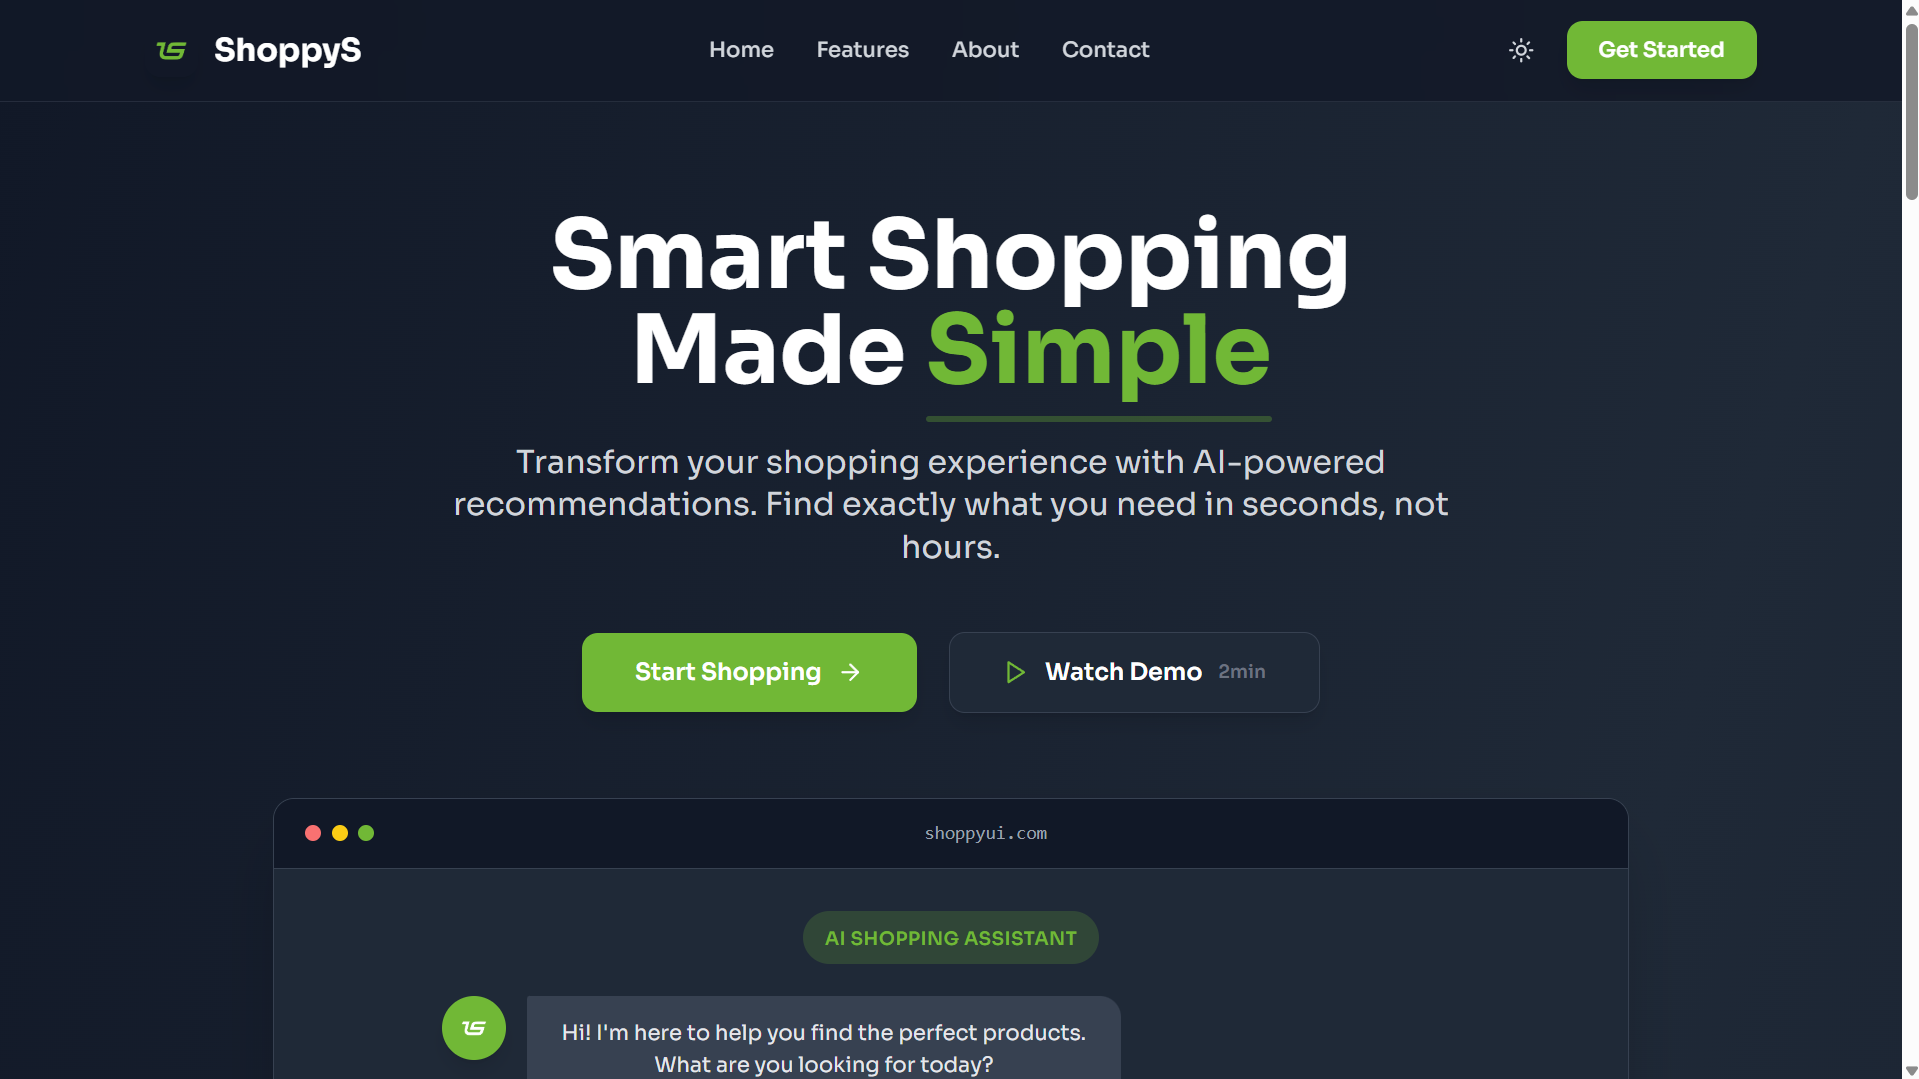 ShoppyS
Home
Features
About
Contact
Get Started
Smart Shopping
Made Simple
Transform your shopping experience with AI-powered
recommendations. Find exactly what you need in seconds, not
hours.
Start Shopping
Watch Demo 2min
shoppyui.com
AI SHOPPING ASSISTANT
Hi! I'm here to help you find the perfect products.
What are you looking for today?